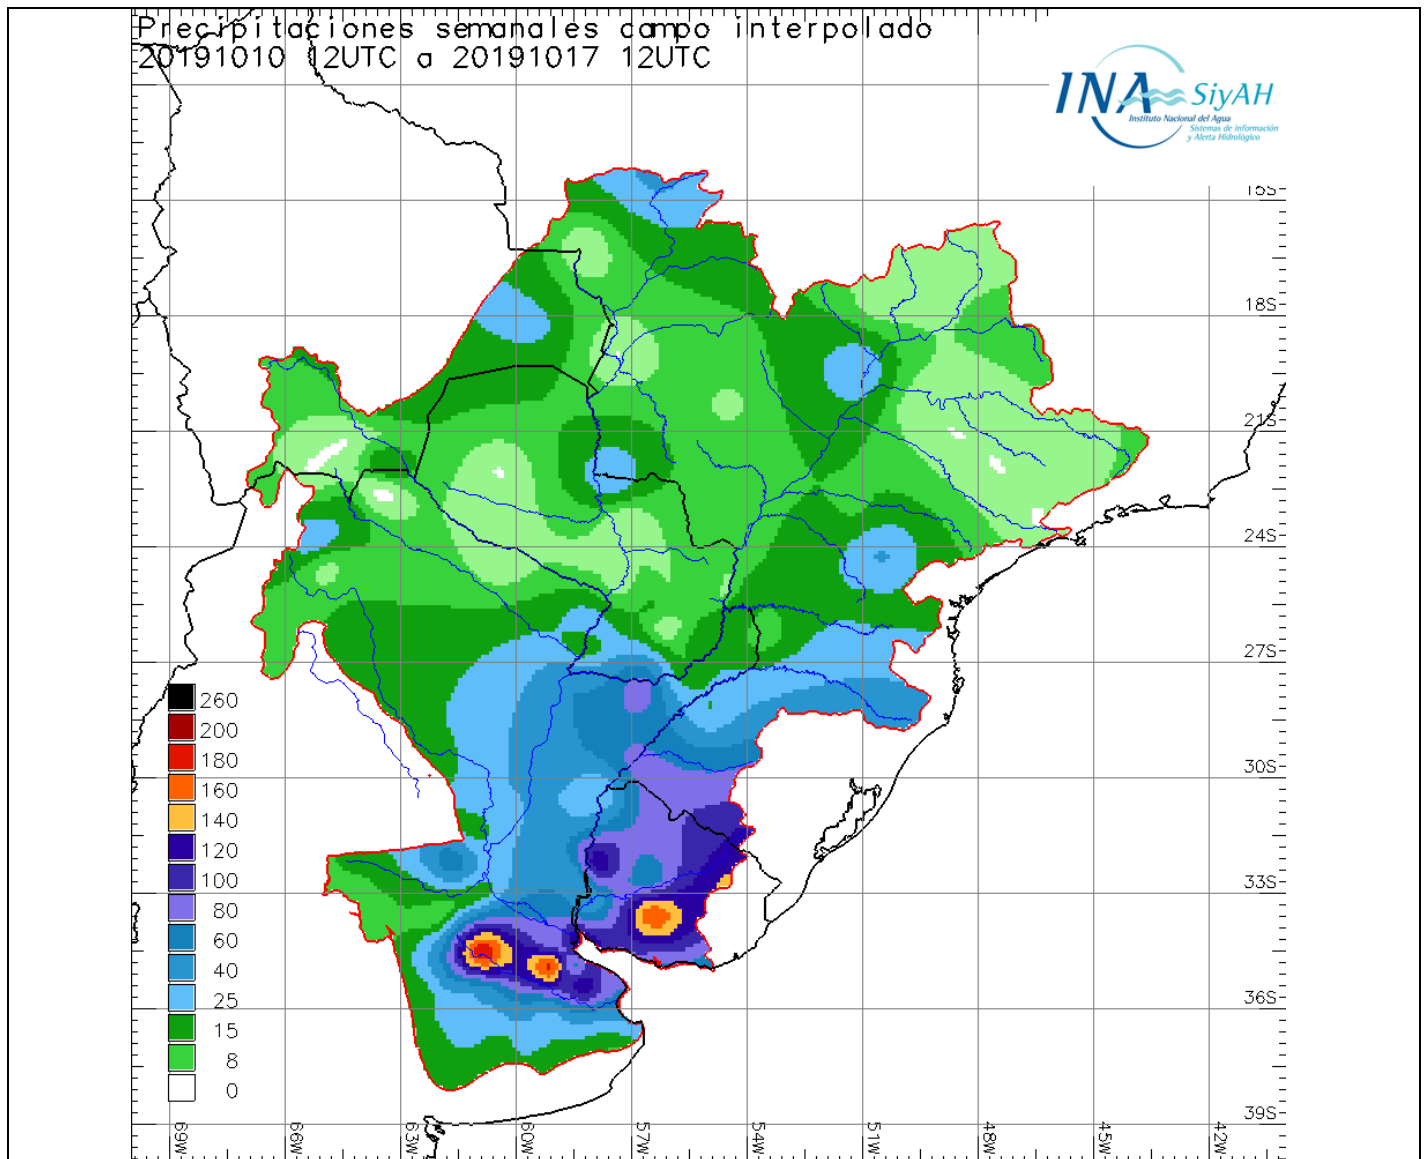 Precipitaciones semanales campo interpolado
20191010 12UTC a 20191017 12UTC
INA SiyAH
Instituto Nacional del Agua
Sistemas de información
y Alerta Hidrológico
15S
18S
21S
24S
27S
30S
33S
36S
39S
260
200
180
160
140
120
100
80
60
40
25
15
8
0
69W
66W
63W
60W
57W
54W
51W
48W
45W
42W